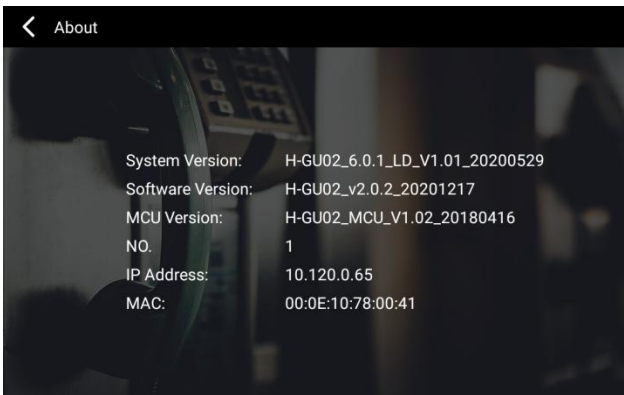 About
System Version: H-GU02_6.0.1_LD_V1.01_20200529
Software Version: H-GU02_v2.0.2_20201217
MCU Version: H-GU02_MCU_V1.02_20180416
NO. 1
IP Address: 10.120.0.65
MAC: 00:0E:10:78:00:41